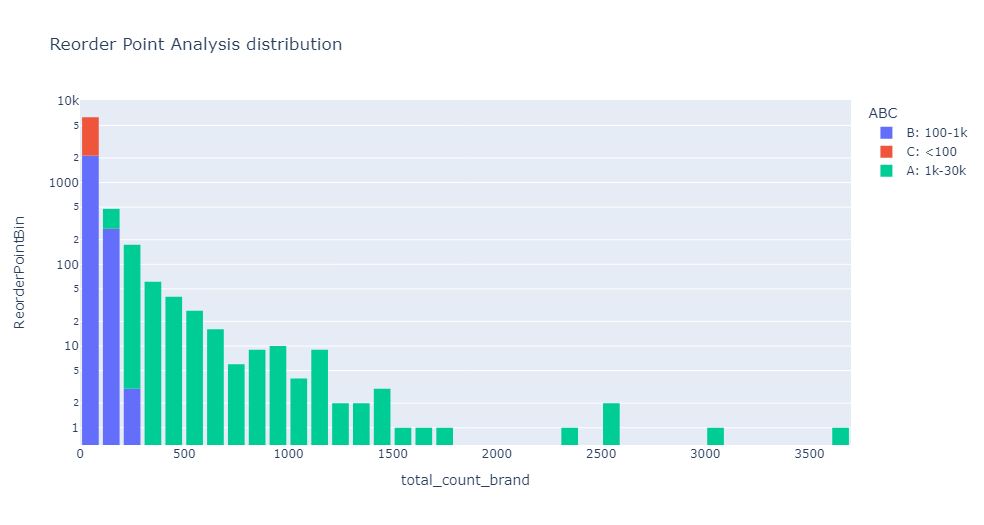 Reorder Point Analysis distribution
ABC
B: 100-1k
C: <100
A: 1k-30k
ReorderPointBin
10k
5
2
1000
5
2
100
5
2
10
5
2
1
0 500 1000 1500 2000 2500 3000 3500
total_count_brand